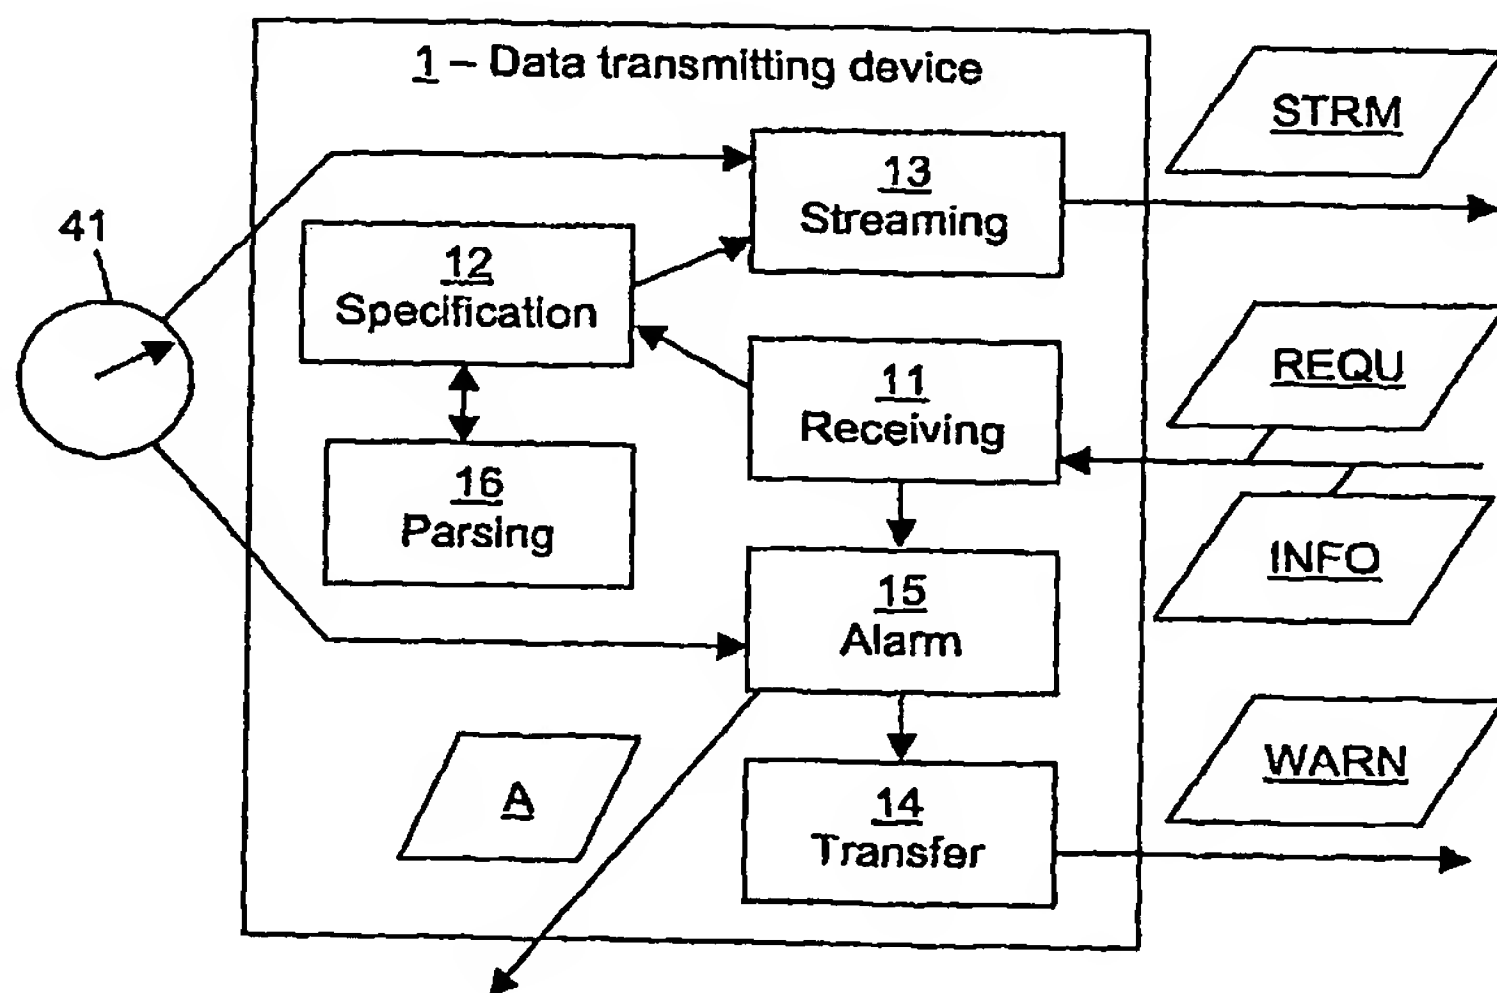 1 – Data transmitting device
STRM
13
Streaming
41
12
Specification
REQU
11
Receiving
16
Parsing
INFO
15
Alarm
WARN
A
14
Transfer